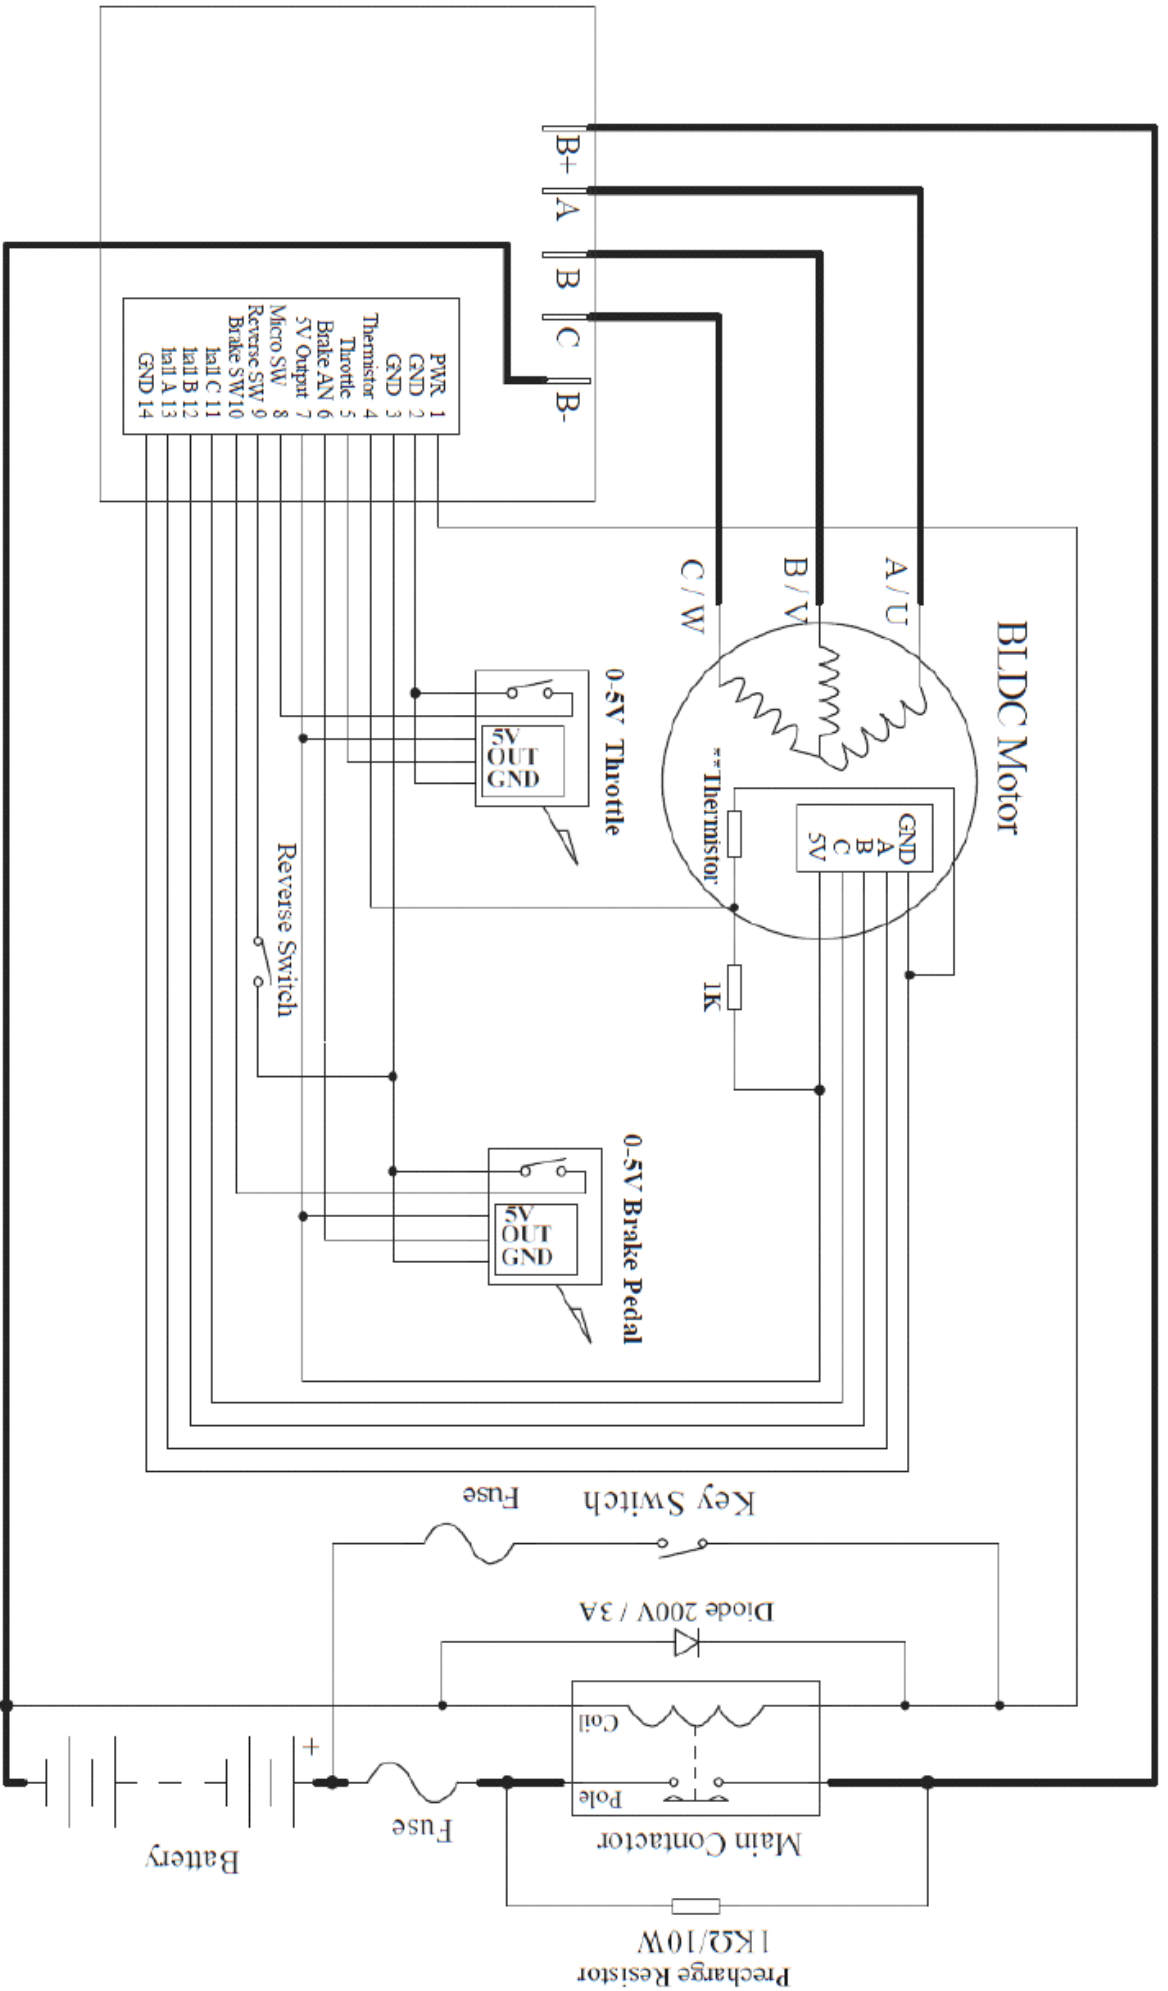 B+
A
B
C
B-
PWR 1
GND 2
GND 3
Thermistor 4
Throttle 5
Brake AN 6
5V Output 7
Micro SW 8
Reverse SW 9
Brake SW10
hall C 11
hall B 12
hall A 13
GND 14
A / U
B / V
C / W
BLDC Motor
GND
A
B
C
5V
**Thermistor
1K
0-5V Throttle
5V
OUT
GND
Reverse Switch
0-5V Brake Pedal
5V
OUT
GND
Key Switch
Fuse
Diode 200V / 3A
Coil
Pole
Main Contactor
+
Fuse
Battery
1KΩ/10W
Precharge Resistor